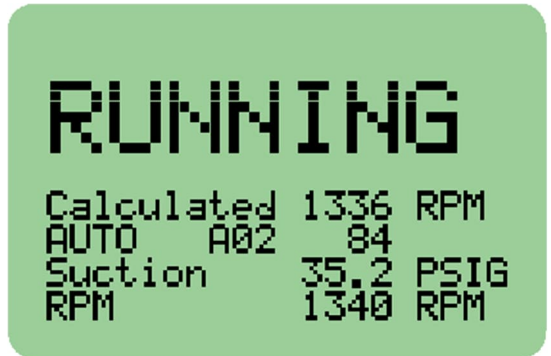 RUNNING
Calculated 1336 RPM
AUTO A02 84
Suction 35.2 PSIG
RPM 1340 RPM